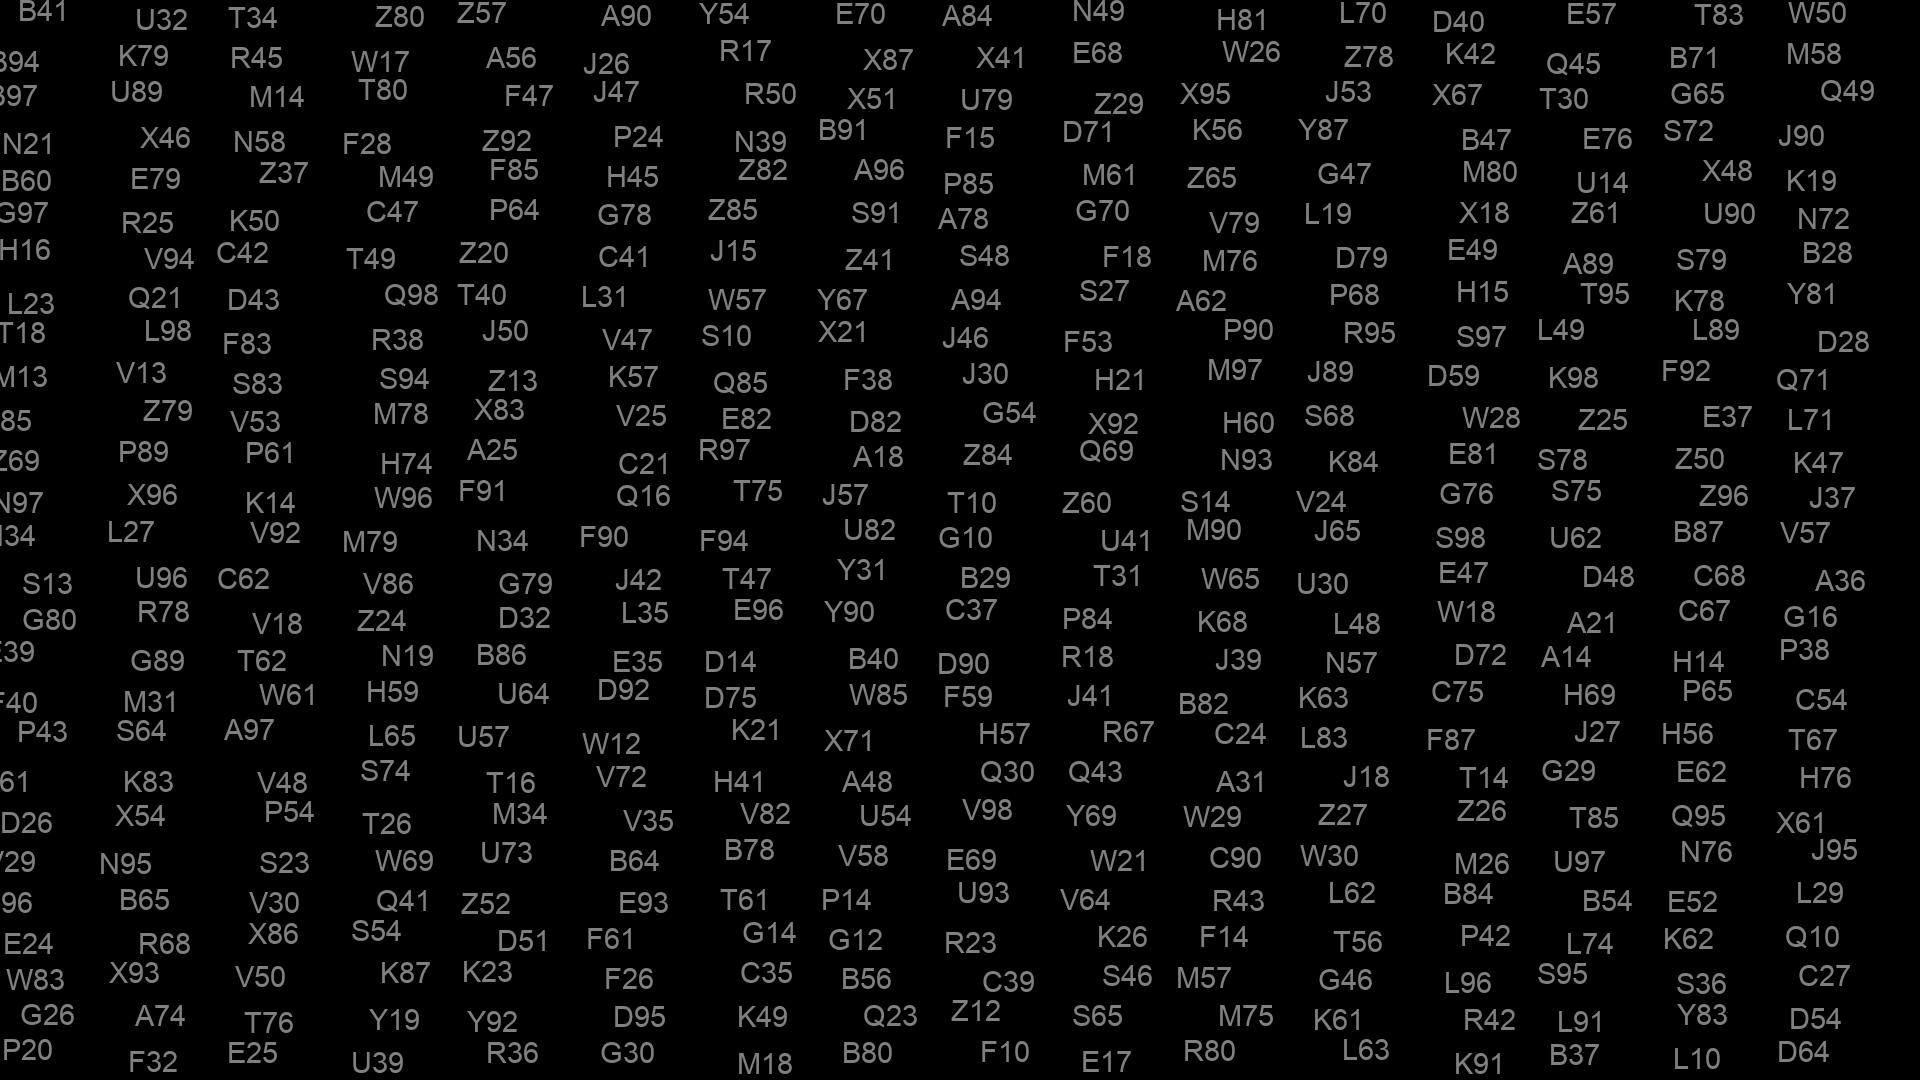 B41 U32 T34 Z80 Z57 A90 Y54 E70 A84 N49 H81 L70 D40 E57 T83 W50
B94 K79 R45 W17 A56 J26 R17 X87 X41 E68 W26 Z78 K42 Q45 B71 M58
U89 M14 T80 F47 J47 R50 X51 U79 Z29 X95 J53 X67 T30 G65 Q49
N21 X46 N58 F28 Z92 P24 N39 B91 F15 D71 K56 Y87 B47 E76 S72 J90
B60 E79 Z37 M49 F85 H45 Z82 A96 P85 M61 Z65 G47 M80 U14 X48 K19
G97 R25 K50 C47 P64 G78 Z85 S91 A78 G70 V79 L19 X18 Z61 U90 N72
H16 V94 C42 T49 Z20 C41 J15 Z41 S48 F18 M76 D79 E49 A89 S79 B28
L23 Q21 D43 Q98 T40 L31 W57 Y67 A94 S27 A62 P68 H15 T95 K78 Y81
T18 L98 F83 R38 J50 V47 S10 X21 J46 F53 P90 R95 S97 L49 L89 D28
M13 V13 S83 S94 Z13 K57 Q85 F38 J30 H21 M97 J89 D59 K98 F92 Q71
85 Z79 V53 M78 X83 V25 E82 D82 G54 X92 H60 S68 W28 Z25 E37 L71
Z69 P89 P61 H74 A25 C21 R97 A18 Z84 Q69 N93 K84 E81 S78 Z50 K47
N97 X96 K14 W96 F91 Q16 T75 J57 T10 Z60 S14 V24 G76 S75 Z96 J37
34 L27 V92 M79 N34 F90 F94 U82 G10 U41 M90 J65 S98 U62 B87 V57
S13 U96 C62 V86 G79 J42 T47 Y31 B29 T31 W65 U30 E47 D48 C68 A36
G80 R78 V18 Z24 D32 L35 E96 Y90 C37 P84 K68 L48 W18 A21 C67 G16
E39 G89 T62 N19 B86 E35 D14 B40 D90 R18 J39 N57 D72 A14 H14 P38
F40 M31 W61 H59 U64 D92 D75 W85 F59 J41 B82 K63 C75 H69 P65 C54
P43 S64 A97 L65 U57 W12 K21 X71 H57 R67 C24 L83 F87 J27 H56 T67
61 K83 V48 S74 T16 V72 H41 A48 Q30 Q43 A31 J18 T14 G29 E62 H76
D26 X54 P54 T26 M34 V35 V82 U54 V98 Y69 W29 Z27 Z26 T85 Q95 X61
29 N95 S23 W69 U73 B64 B78 V58 E69 W21 C90 W30 M26 U97 N76 J95
96 B65 V30 Q41 Z52 E93 T61 P14 U93 V64 R43 L62 B84 B54 E52 L29
E24 R68 X86 S54 D51 F61 G14 G12 R23 K26 F14 T56 P42 L74 K62 Q10
W83 X93 V50 K87 K23 F26 C35 B56 C39 S46 M57 G46 L96 S95 S36 C27
G26 A74 T76 Y19 Y92 D95 K49 Q23 Z12 S65 M75 K61 R42 L91 Y83 D54
P20 F32 E25 U39 R36 G30 M18 B80 F10 E17 R80 L63 K91 B37 L10 D64